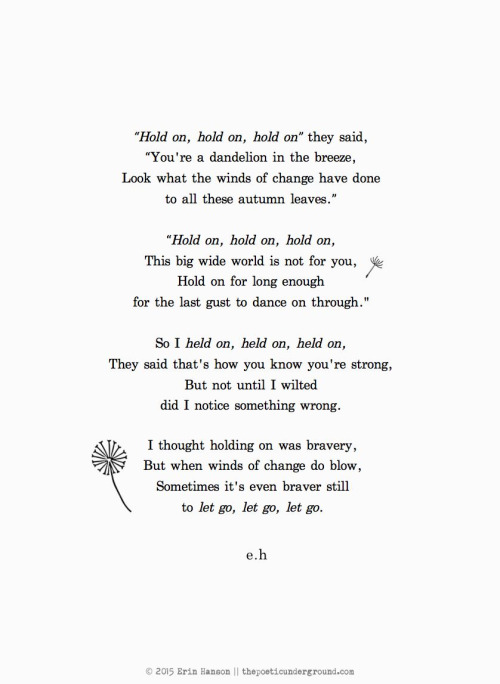 “Hold on, hold on, hold on” they said,
“You're a dandelion in the breeze,
Look what the winds of change have done
to all these autumn leaves.”
“Hold on, hold on, hold on,
This big wide world is not for you,
Hold on for long enough
for the last gust to dance on through."
So I held on, held on, held on,
They said that's how you know you're strong,
But not until I wilted
did I notice something wrong.
I thought holding on was bravery,
But when winds of change do blow,
Sometimes it's even braver still
to let go, let go, let go.
e.h
© 2015 Erin Hanson || thepoeticunderground.com